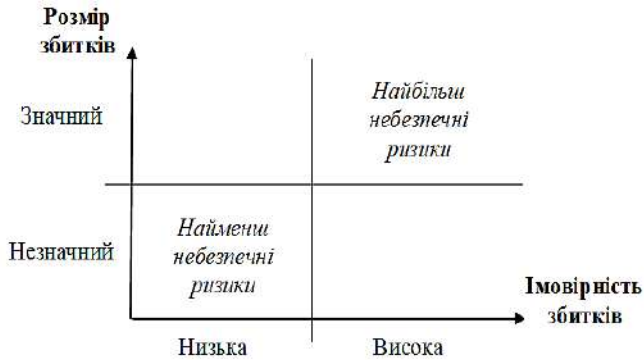 Розмір
збитків
Значний
Найбільш
небезпечні
ризики
Незначний
Найменш
небезпечні
ризики
Імовірність
збитків
Низька
Висока